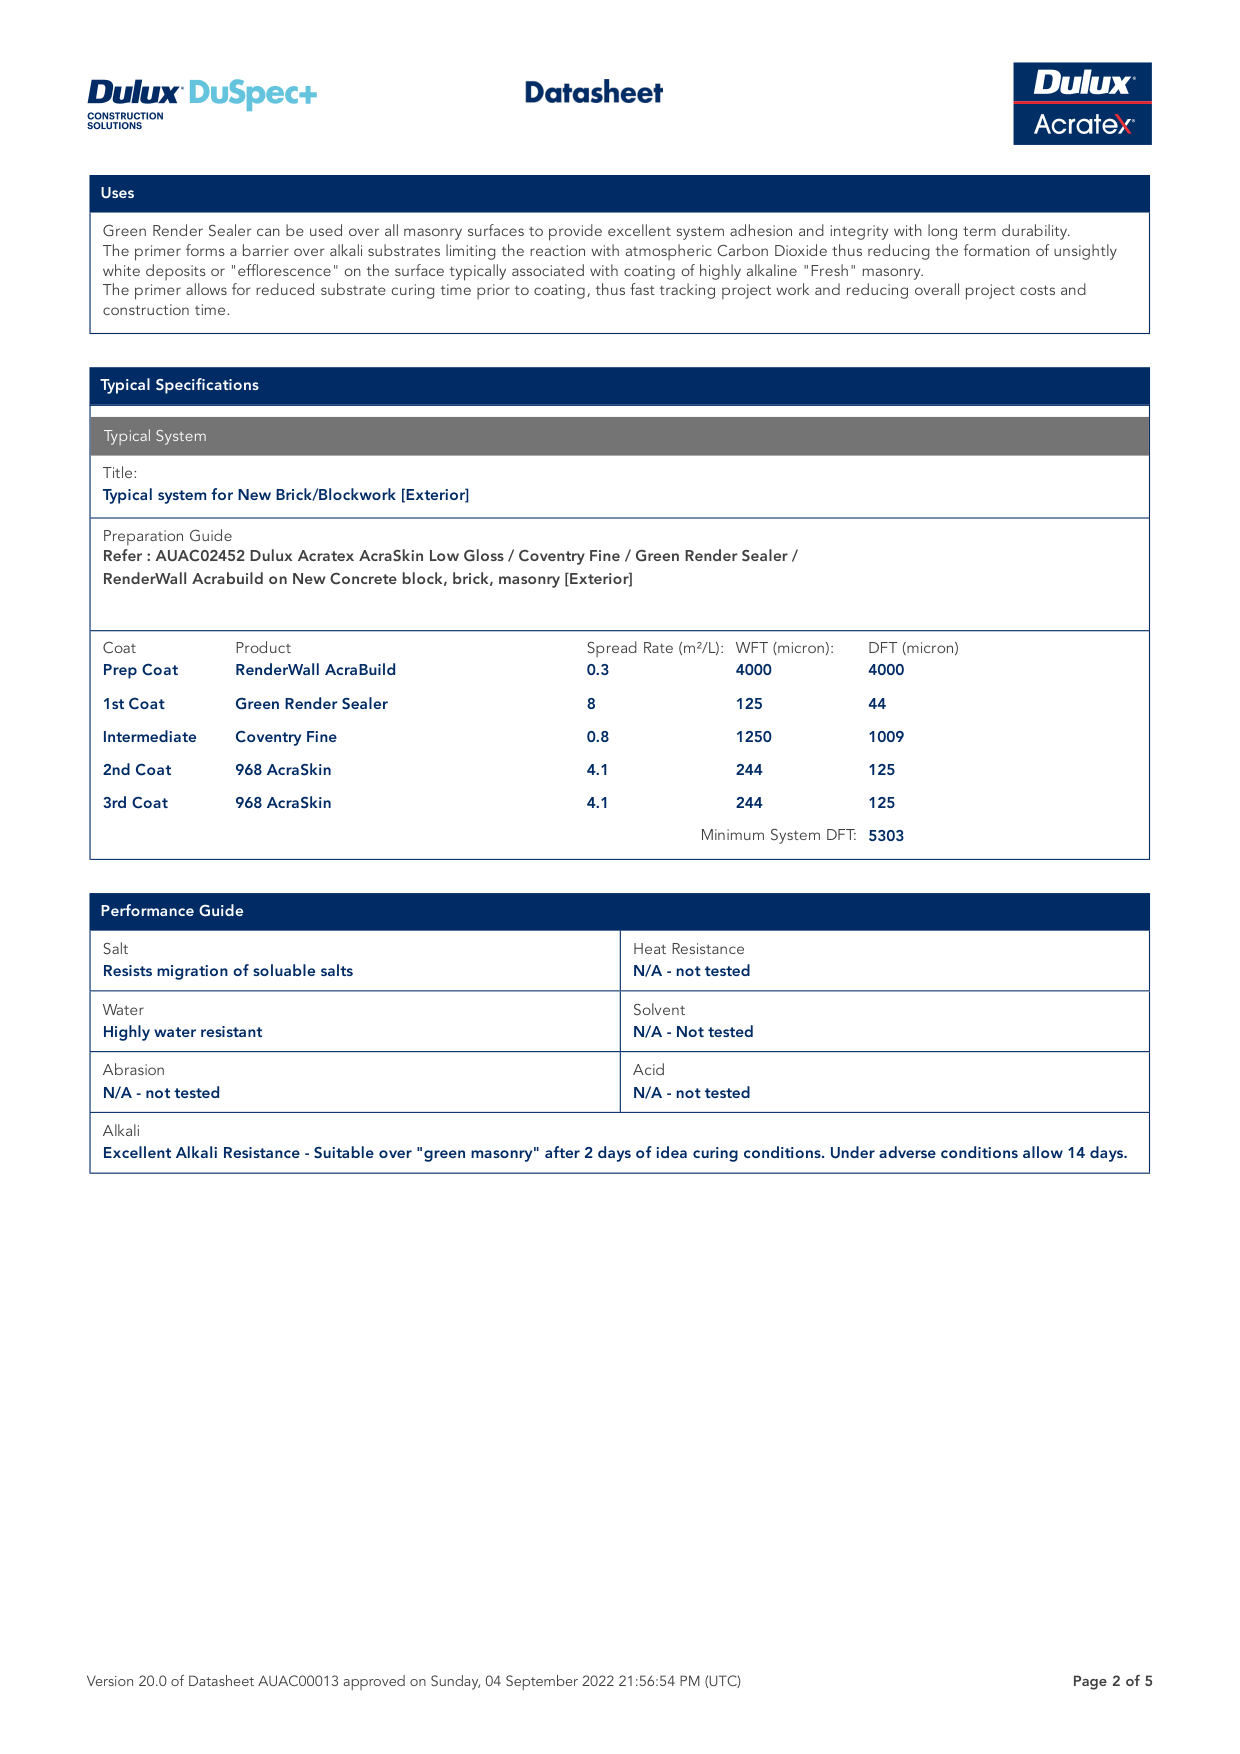 Dulux DuSpec+
CONSTRUCTION
SOLUTIONS
Datasheet
Dulux®
Acratex®
Uses
Green Render Sealer can be used over all masonry surfaces to provide excellent system adhesion and integrity with long term durability.
The primer forms a barrier over alkali substrates limiting the reaction with atmospheric Carbon Dioxide thus reducing the formation of unsightly
white deposits or "efflorescence" on the surface typically associated with coating of highly alkaline "Fresh" masonry.
The primer allows for reduced substrate curing time prior to coating, thus fast tracking project work and reducing overall project costs and
construction time.
Typical Specifications
Typical System
Title:
Typical system for New Brick/Blockwork [Exterior]
Preparation Guide
Refer : AUAC02452 Dulux Acratex AcraSkin Low Gloss / Coventry Fine / Green Render Sealer /
RenderWall Acrabuild on New Concrete block, brick, masonry [Exterior]
Coat Product Spread Rate (m²/L): WFT (micron): DFT (micron)
Prep Coat RenderWall AcraBuild 0.3 4000 4000
1st Coat Green Render Sealer 8 125 44
Intermediate Coventry Fine 0.8 1250 1009
2nd Coat 968 AcraSkin 4.1 244 125
3rd Coat 968 AcraSkin 4.1 244 125
Minimum System DFT: 5303
Performance Guide
Salt
Resists migration of soluable salts
Heat Resistance
N/A - not tested
Water
Highly water resistant
Solvent
N/A - Not tested
Abrasion
N/A - not tested
Acid
N/A - not tested
Alkali
Excellent Alkali Resistance - Suitable over "green masonry" after 2 days of idea curing conditions. Under adverse conditions allow 14 days.
Version 20.0 of Datasheet AUAC00013 approved on Sunday, 04 September 2022 21:56:54 PM (UTC)
Page 2 of 5